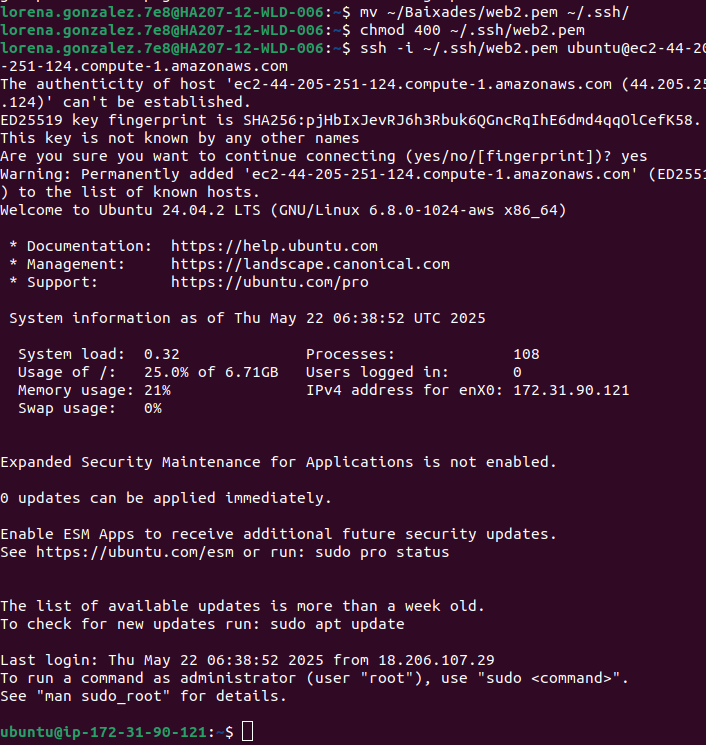 lorena.gonzalez.7e8@HA207-12-WLD-006:~$ mv ~/Baixades/web2.pem ~/.ssh/
lorena.gonzalez.7e8@HA207-12-WLD-006:~$ chmod 400 ~/.ssh/web2.pem
lorena.gonzalez.7e8@HA207-12-WLD-006:~$ ssh -i ~/.ssh/web2.pem ubuntu@ec2-44-20
-251-124.compute-1.amazonaws.com
The authenticity of host 'ec2-44-205-251-124.compute-1.amazonaws.com (44.205.25
.124)' can't be established.
ED25519 key fingerprint is SHA256:pjHbIxJevRJ6h3Rbuk6QGncRqIhE6dmd4qqOlCefK58.
This key is not known by any other names
Are you sure you want to continue connecting (yes/no/[fingerprint])? yes
Warning: Permanently added 'ec2-44-205-251-124.compute-1.amazonaws.com' (ED2551
) to the list of known hosts.
Welcome to Ubuntu 24.04.2 LTS (GNU/Linux 6.8.0-1024-aws x86_64)
* Documentation: https://help.ubuntu.com
* Management: https://landscape.canonical.com
* Support: https://ubuntu.com/pro
System information as of Thu May 22 06:38:52 UTC 2025
System load: 0.32 Processes: 108
Usage of /: 25.0% of 6.71GB Users logged in: 0
Memory usage: 21% IPv4 address for enX0: 172.31.90.121
Swap usage: 0%
Expanded Security Maintenance for Applications is not enabled.
0 updates can be applied immediately.
Enable ESM Apps to receive additional future security updates.
See https://ubuntu.com/esm or run: sudo pro status
The list of available updates is more than a week old.
To check for new updates run: sudo apt update
Last login: Thu May 22 06:38:52 2025 from 18.206.107.29
To run a command as administrator (user "root"), use "sudo <command>".
See "man sudo_root" for details.
ubuntu@ip-172-31-90-121:~$